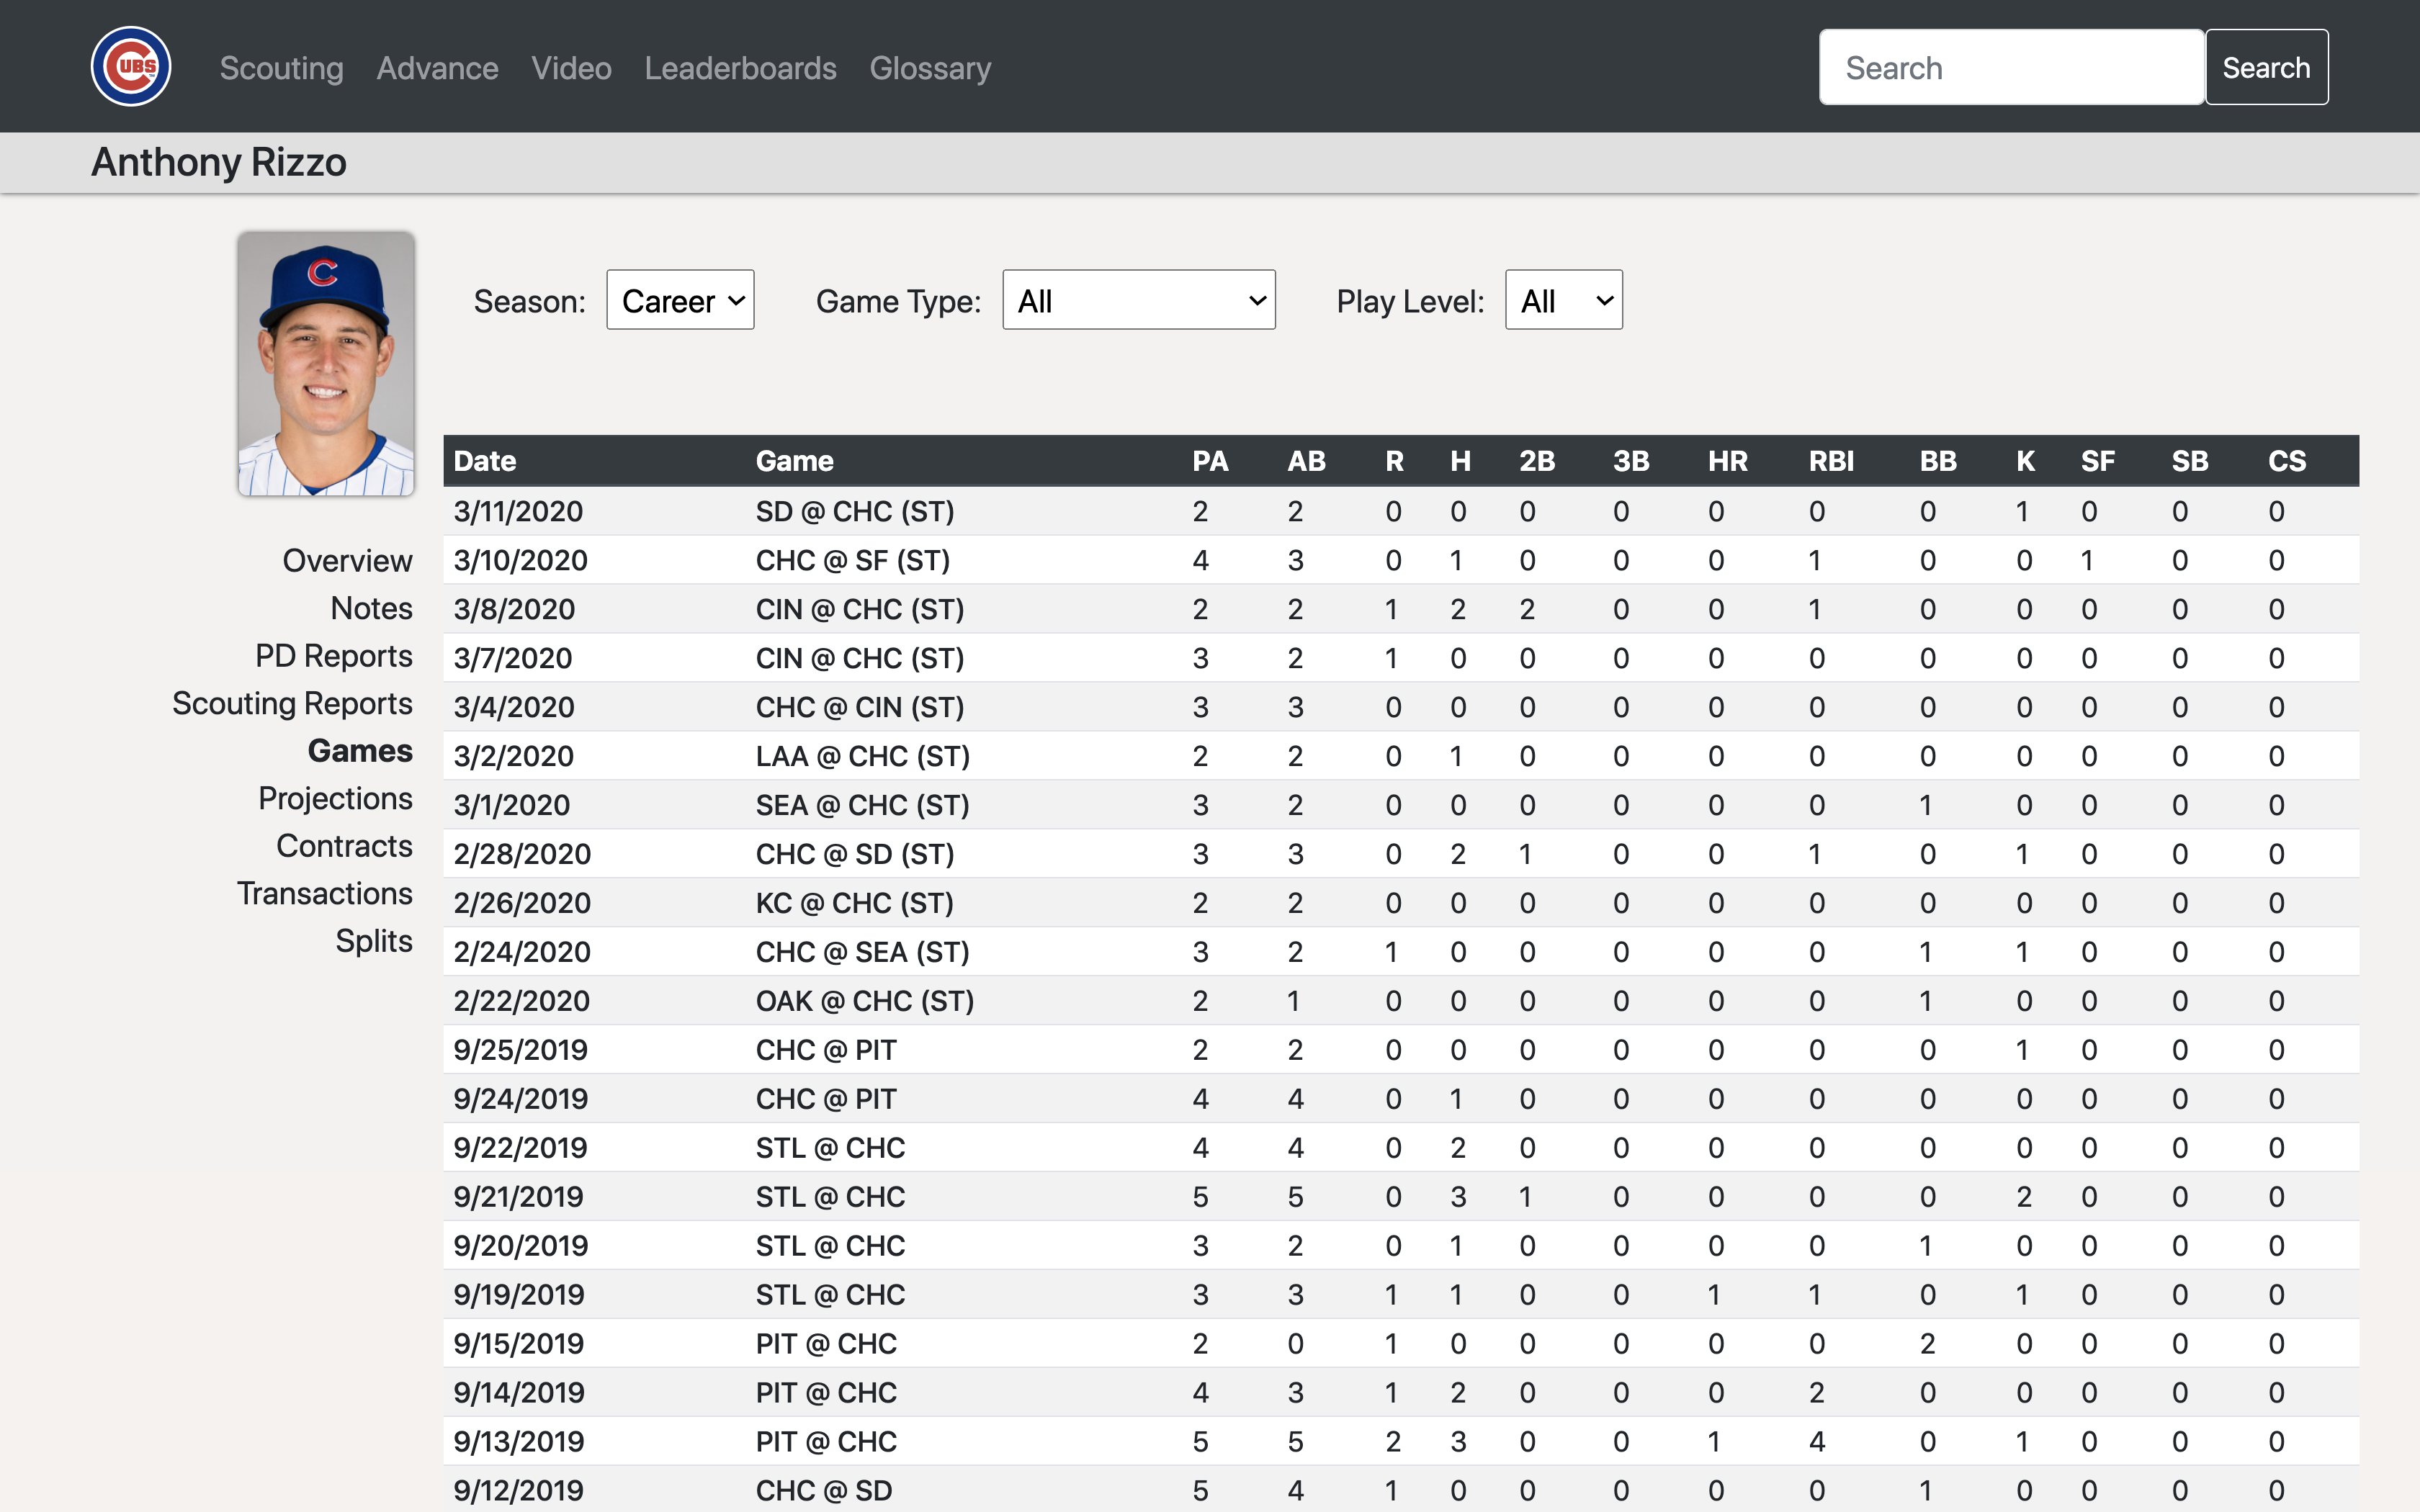 CUBS Scouting Advance Video Leaderboards Glossary Search Search
Anthony Rizzo
C
Season: Career Game Type: All Play Level: All
Overview
Notes
PD Reports
Scouting Reports
Games
Projections
Contracts
Transactions
Splits
Date Game PA AB R H 2B 3B HR RBI BB K SF SB CS
3/11/2020 SD @ CHC (ST) 2 2 0 0 0 0 0 0 0 1 0 0 0
3/10/2020 CHC @ SF (ST) 4 3 0 1 0 0 0 1 0 0 1 0 0
3/8/2020 CIN @ CHC (ST) 2 2 1 2 2 0 0 1 0 0 0 0 0
3/7/2020 CIN @ CHC (ST) 3 2 1 0 0 0 0 0 0 0 0 0 0
3/4/2020 CHC @ CIN (ST) 3 3 0 0 0 0 0 0 0 0 0 0 0
3/2/2020 LAA @ CHC (ST) 2 2 0 1 0 0 0 0 0 0 0 0 0
3/1/2020 SEA @ CHC (ST) 3 2 0 0 0 0 0 0 1 0 0 0 0
2/28/2020 CHC @ SD (ST) 3 3 0 2 1 0 0 1 0 1 0 0 0
2/26/2020 KC @ CHC (ST) 2 2 0 0 0 0 0 0 0 0 0 0 0
2/24/2020 CHC @ SEA (ST) 3 2 1 0 0 0 0 0 1 1 0 0 0
2/22/2020 OAK @ CHC (ST) 2 1 0 0 0 0 0 0 1 0 0 0 0
9/25/2019 CHC @ PIT 2 2 0 0 0 0 0 0 0 1 0 0 0
9/24/2019 CHC @ PIT 4 4 0 1 0 0 0 0 0 0 0 0 0
9/22/2019 STL @ CHC 4 4 0 2 0 0 0 0 0 0 0 0 0
9/21/2019 STL @ CHC 5 5 0 3 1 0 0 0 0 2 0 0 0
9/20/2019 STL @ CHC 3 2 0 1 0 0 0 0 1 0 0 0 0
9/19/2019 STL @ CHC 3 3 1 1 0 0 1 1 0 1 0 0 0
9/15/2019 PIT @ CHC 2 0 1 0 0 0 0 0 2 0 0 0 0
9/14/2019 PIT @ CHC 4 3 1 2 0 0 0 2 0 0 0 0 0
9/13/2019 PIT @ CHC 5 5 2 3 0 0 1 4 0 1 0 0 0
9/12/2019 CHC @ SD 5 4 1 0 0 0 0 0 1 0 0 0 0